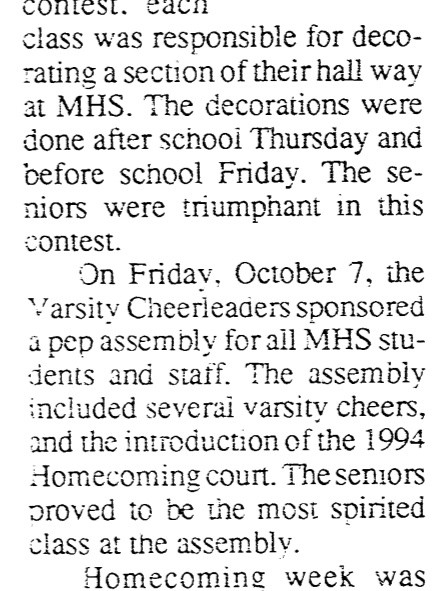 contest, each
class was responsible for deco-
rating a section of their hall way
at MHS. The decorations were
done after school Thursday and
before school Friday. The se-
niors were triumphant in this
contest.
On Friday, October 7, the
Varsity Cheerleaders sponsored
a pep assembly for all MHS stu-
dents and staff. The assembly
included several varsity cheers,
and the introduction of the 1994
Homecoming court. The seniors
proved to be the most spirited
class at the assembly.
Homecoming week was